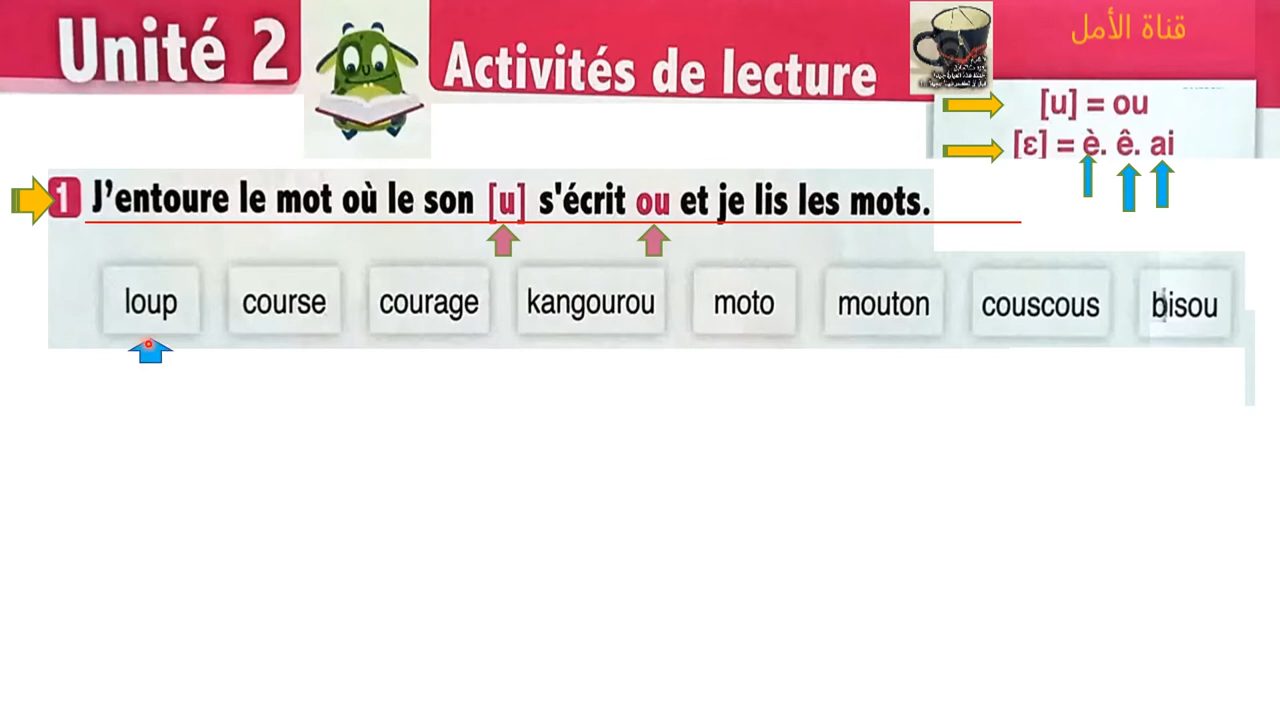 Unité 2
Activités de lecture
قناة الأمل
[u] = ou
[ɛ] = è. ê. ai
1 J'entoure le mot où le son [u] s'écrit ou et je lis les mots.
loup course courage kangourou moto mouton couscous bisou